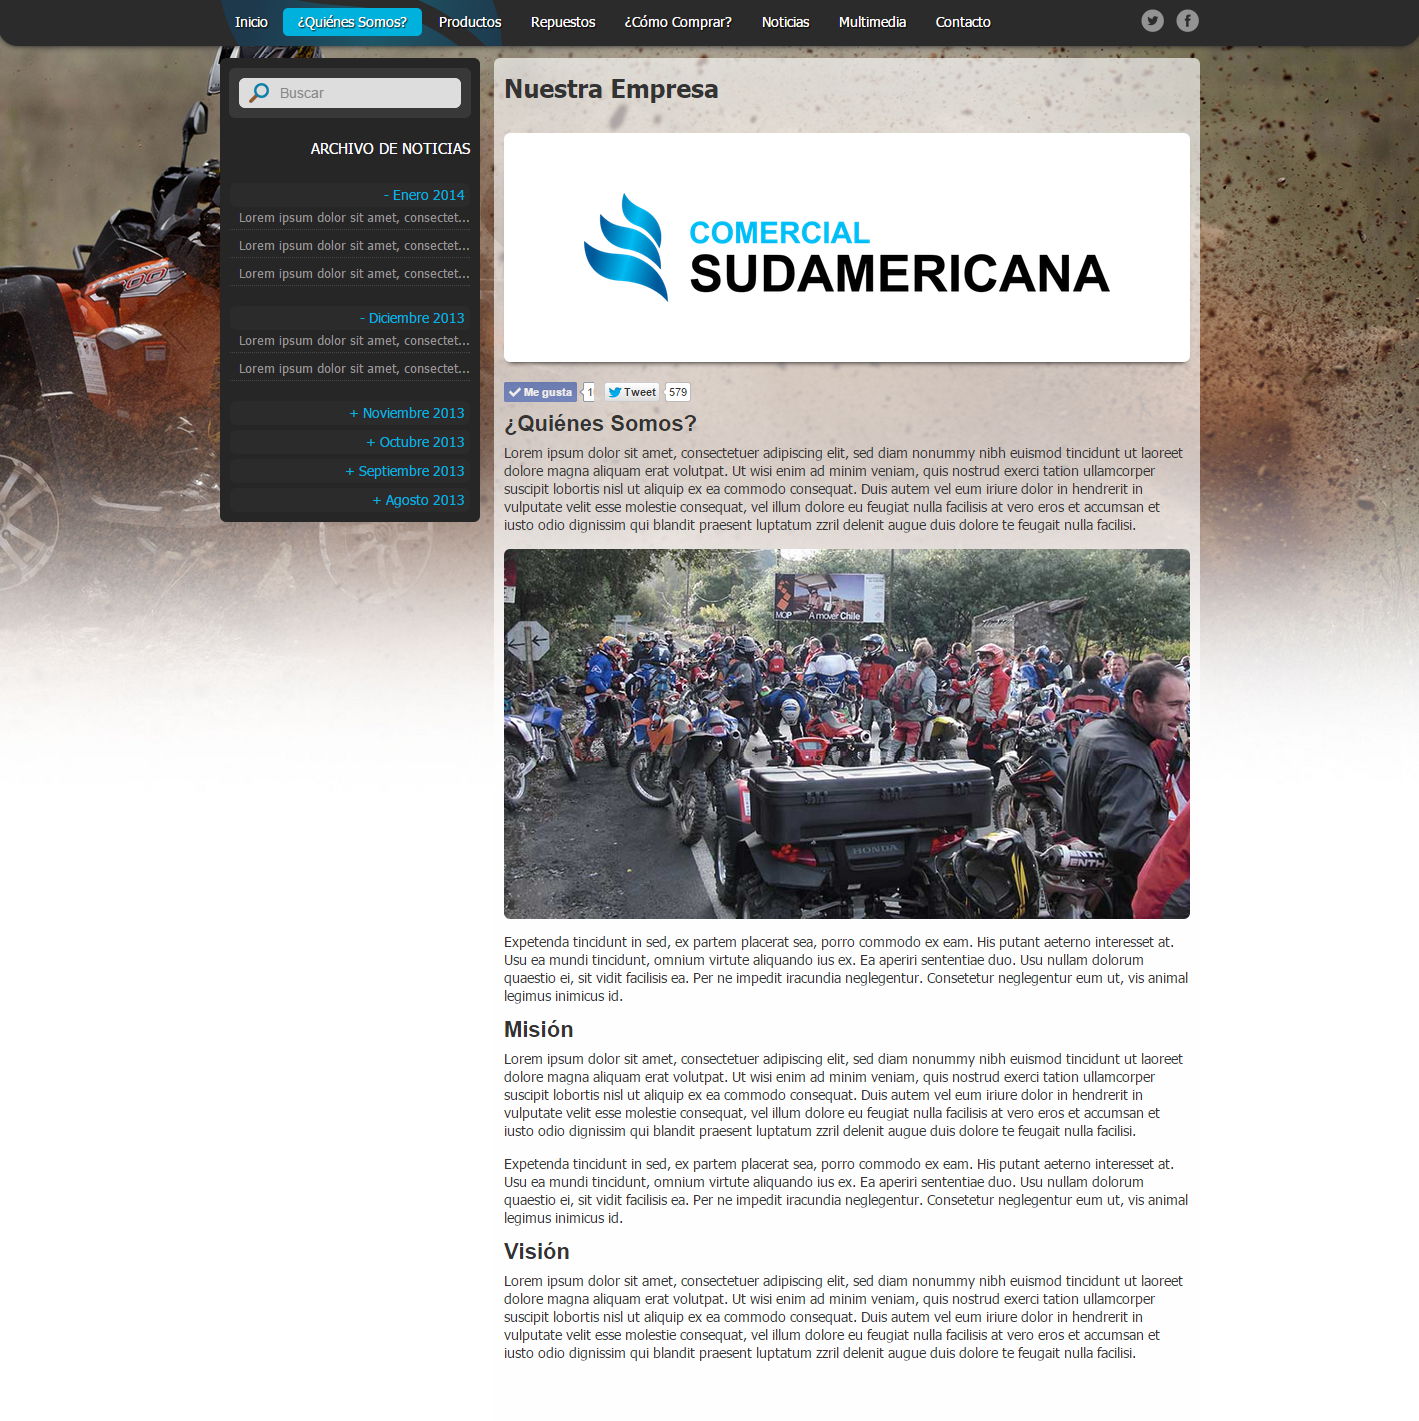 Inicio ¿Quiénes Somos? Productos Repuestos ¿Cómo Comprar? Noticias Multimedia Contacto
Buscar
ARCHIVO DE NOTICIAS
- Enero 2014
Lorem ipsum dolor sit amet, consectet...
Lorem ipsum dolor sit amet, consectet...
Lorem ipsum dolor sit amet, consectet...
- Diciembre 2013
Lorem ipsum dolor sit amet, consectet...
Lorem ipsum dolor sit amet, consectet...
+ Noviembre 2013
+ Octubre 2013
+ Septiembre 2013
+ Agosto 2013
Nuestra Empresa
COMERCIAL
SUDAMERICANA
Me gusta Tweet 579
¿Quiénes Somos?
Lorem ipsum dolor sit amet, consectetuer adipiscing elit, sed diam nonummy nibh euismod tincidunt ut laoreet
dolore magna aliquam erat volutpat. Ut wisi enim ad minim veniam, quis nostrud exerci tation ullamcorper
suscipit lobortis nisl ut aliquip ex ea commodo consequat. Duis autem vel eum iriure dolor in hendrerit in
vulputate velit esse molestie consequat, vel illum dolore eu feugiat nulla facilisis at vero eros et accumsan et
iusto odio dignissim qui blandit praesent luptatum zzril delenit augue duis dolore te feugait nulla facilisi.
MOP A mover Chile
HONDA
Expetenda tincidunt in sed, ex partem placerat sea, porro commodo ex eam. His putant aeterno interesset at.
Usu ea mundi tincidunt, omnium virtute aliquando ius ex. Ea aperiri sententiae duo. Usu nullam dolorum
quaestio ei, sit vidit facilisis ea. Per ne impedit iracundia neglegentur. Consetetur neglegentur eum ut, vis animal
legimus inimicus id.
Misión
Lorem ipsum dolor sit amet, consectetuer adipiscing elit, sed diam nonummy nibh euismod tincidunt ut laoreet
dolore magna aliquam erat volutpat. Ut wisi enim ad minim veniam, quis nostrud exerci tation ullamcorper
suscipit lobortis nisl ut aliquip ex ea commodo consequat. Duis autem vel eum iriure dolor in hendrerit in
vulputate velit esse molestie consequat, vel illum dolore eu feugiat nulla facilisis at vero eros et accumsan et
iusto odio dignissim qui blandit praesent luptatum zzril delenit augue duis dolore te feugait nulla facilisi.
Expetenda tincidunt in sed, ex partem placerat sea, porro commodo ex eam. His putant aeterno interesset at.
Usu ea mundi tincidunt, omnium virtute aliquando ius ex. Ea aperiri sententiae duo. Usu nullam dolorum
quaestio ei, sit vidit facilisis ea. Per ne impedit iracundia neglegentur. Consetetur neglegentur eum ut, vis animal
legimus inimicus id.
Visión
Lorem ipsum dolor sit amet, consectetuer adipiscing elit, sed diam nonummy nibh euismod tincidunt ut laoreet
dolore magna aliquam erat volutpat. Ut wisi enim ad minim veniam, quis nostrud exerci tation ullamcorper
suscipit lobortis nisl ut aliquip ex ea commodo consequat. Duis autem vel eum iriure dolor in hendrerit in
vulputate velit esse molestie consequat, vel illum dolore eu feugiat nulla facilisis at vero eros et accumsan et
iusto odio dignissim qui blandit praesent luptatum zzril delenit augue duis dolore te feugait nulla facilisi.